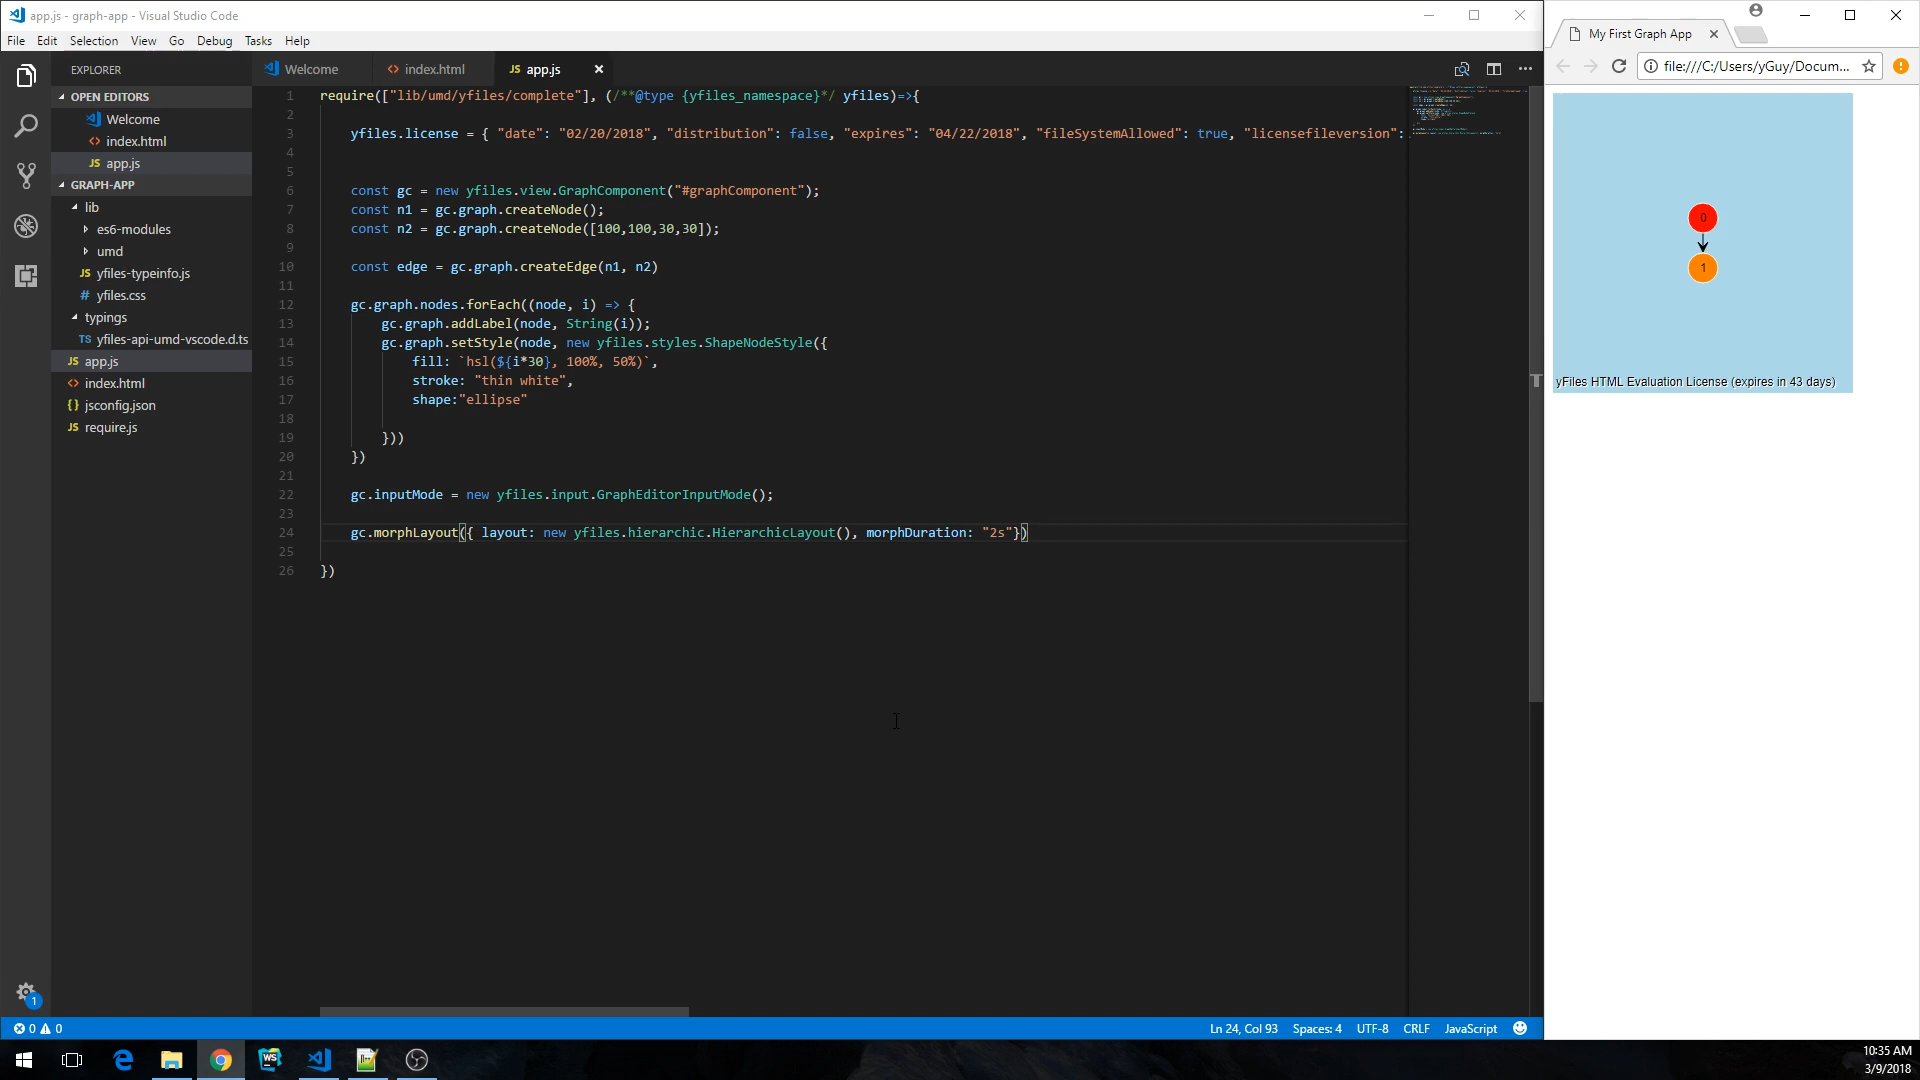 app.js - graph-app - Visual Studio Code
File Edit Selection View Go Debug Tasks Help
EXPLORER
OPEN EDITORS
Welcome
index.html
JS app.js
GRAPH-APP
lib
es6-modules
umd
JS yfiles-typeinfo.js
# yfiles.css
typings
TS yfiles-api-umd-vscode.d.ts
JS app.js
<> index.html
{} jsconfig.json
JS require.js
Welcome <> index.html JS app.js
1 require(["lib/umd/yfiles/complete"], (/**@type {yfiles_namespace}*/ yfiles)=>{
2
3 yfiles.license = { "date": "02/20/2018", "distribution": false, "expires": "04/22/2018", "fileSystemAllowed": true, "licensefileversion":
4
5
6 const gc = new yfiles.view.GraphComponent("#graphComponent");
7 const n1 = gc.graph.createNode();
8 const n2 = gc.graph.createNode([100,100,30,30]);
9
10 const edge = gc.graph.createEdge(n1, n2)
11
12 gc.graph.nodes.forEach((node, i) => {
13 gc.graph.addLabel(node, String(i));
14 gc.graph.setStyle(node, new yfiles.styles.ShapeNodeStyle({
15 fill: `hsl(${i*30}, 100%, 50%)`,
16 stroke: "thin white",
17 shape:"ellipse"
18
19 }))
20 })
21
22 gc.inputMode = new yfiles.input.GraphEditorInputMode();
23
24 gc.morphLayout({ layout: new yfiles.hierarchic.HierarchicLayout(), morphDuration: "2s"})
25
26 })
1
0 0 Ln 24, Col 93 Spaces: 4 UTF-8 CRLF JavaScript
My First Graph App
file:///C:/Users/yGuy/Docum...
0
1
yFiles HTML Evaluation License (expires in 43 days)
WS
10:35 AM
3/9/2018